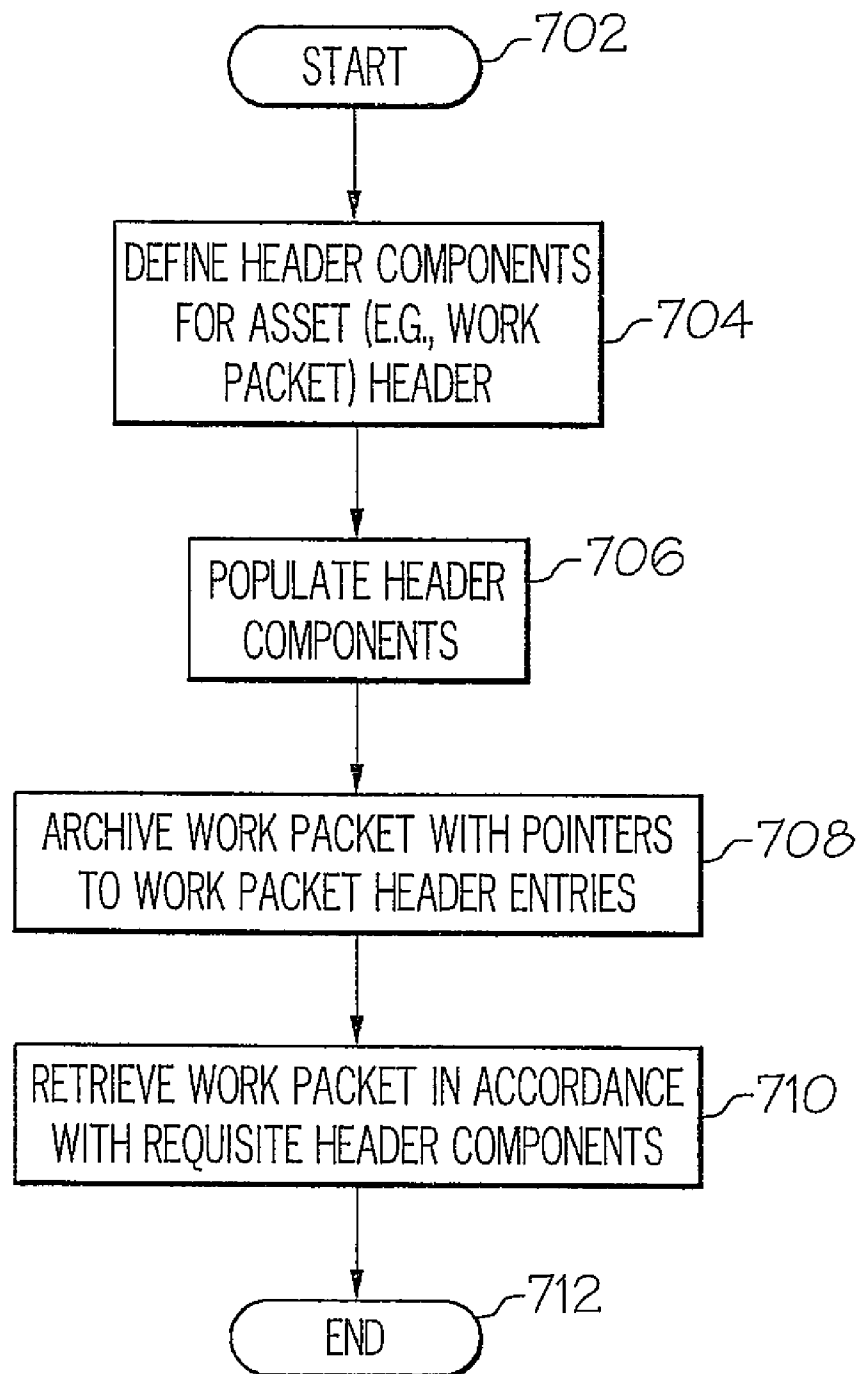 START
702
DEFINE HEADER COMPONENTS
FOR ASSET (E.G., WORK
PACKET) HEADER
704
POPULATE HEADER
COMPONENTS
706
ARCHIVE WORK PACKET WITH POINTERS
TO WORK PACKET HEADER ENTRIES
708
RETRIEVE WORK PACKET IN ACCORDANCE
WITH REQUISITE HEADER COMPONENTS
710
END
712